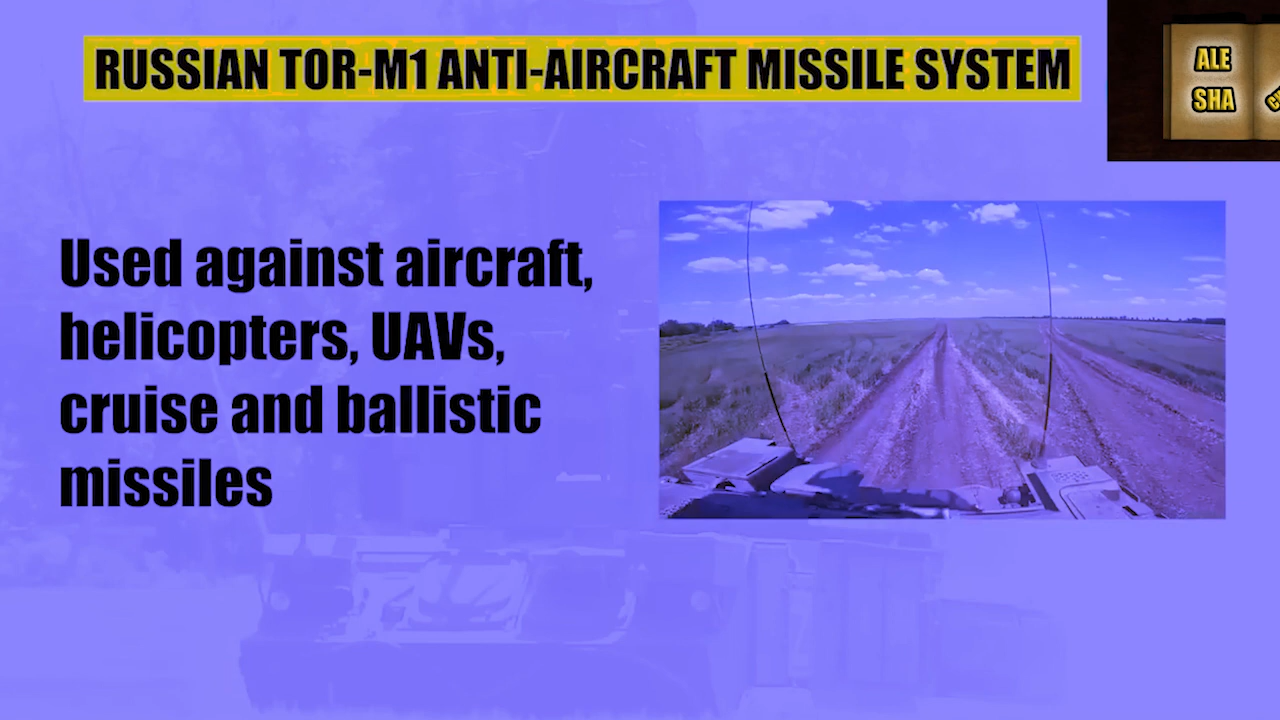 RUSSIAN TOR-M1 ANTI-AIRCRAFT MISSILE SYSTEM
ALE
SHA
Used against aircraft,
helicopters, UAVs,
cruise and ballistic
missiles